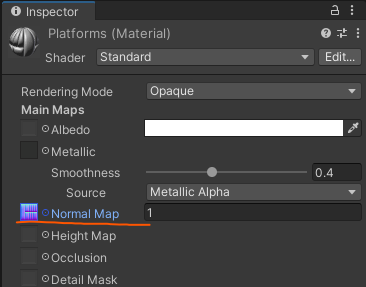 Inspector
Platforms (Material)
Shader Standard Edit...
Rendering Mode Opaque
Main Maps
Albedo
Metallic
Smoothness 0.4
Source Metallic Alpha
Normal Map 1
Height Map
Occlusion
Detail Mask